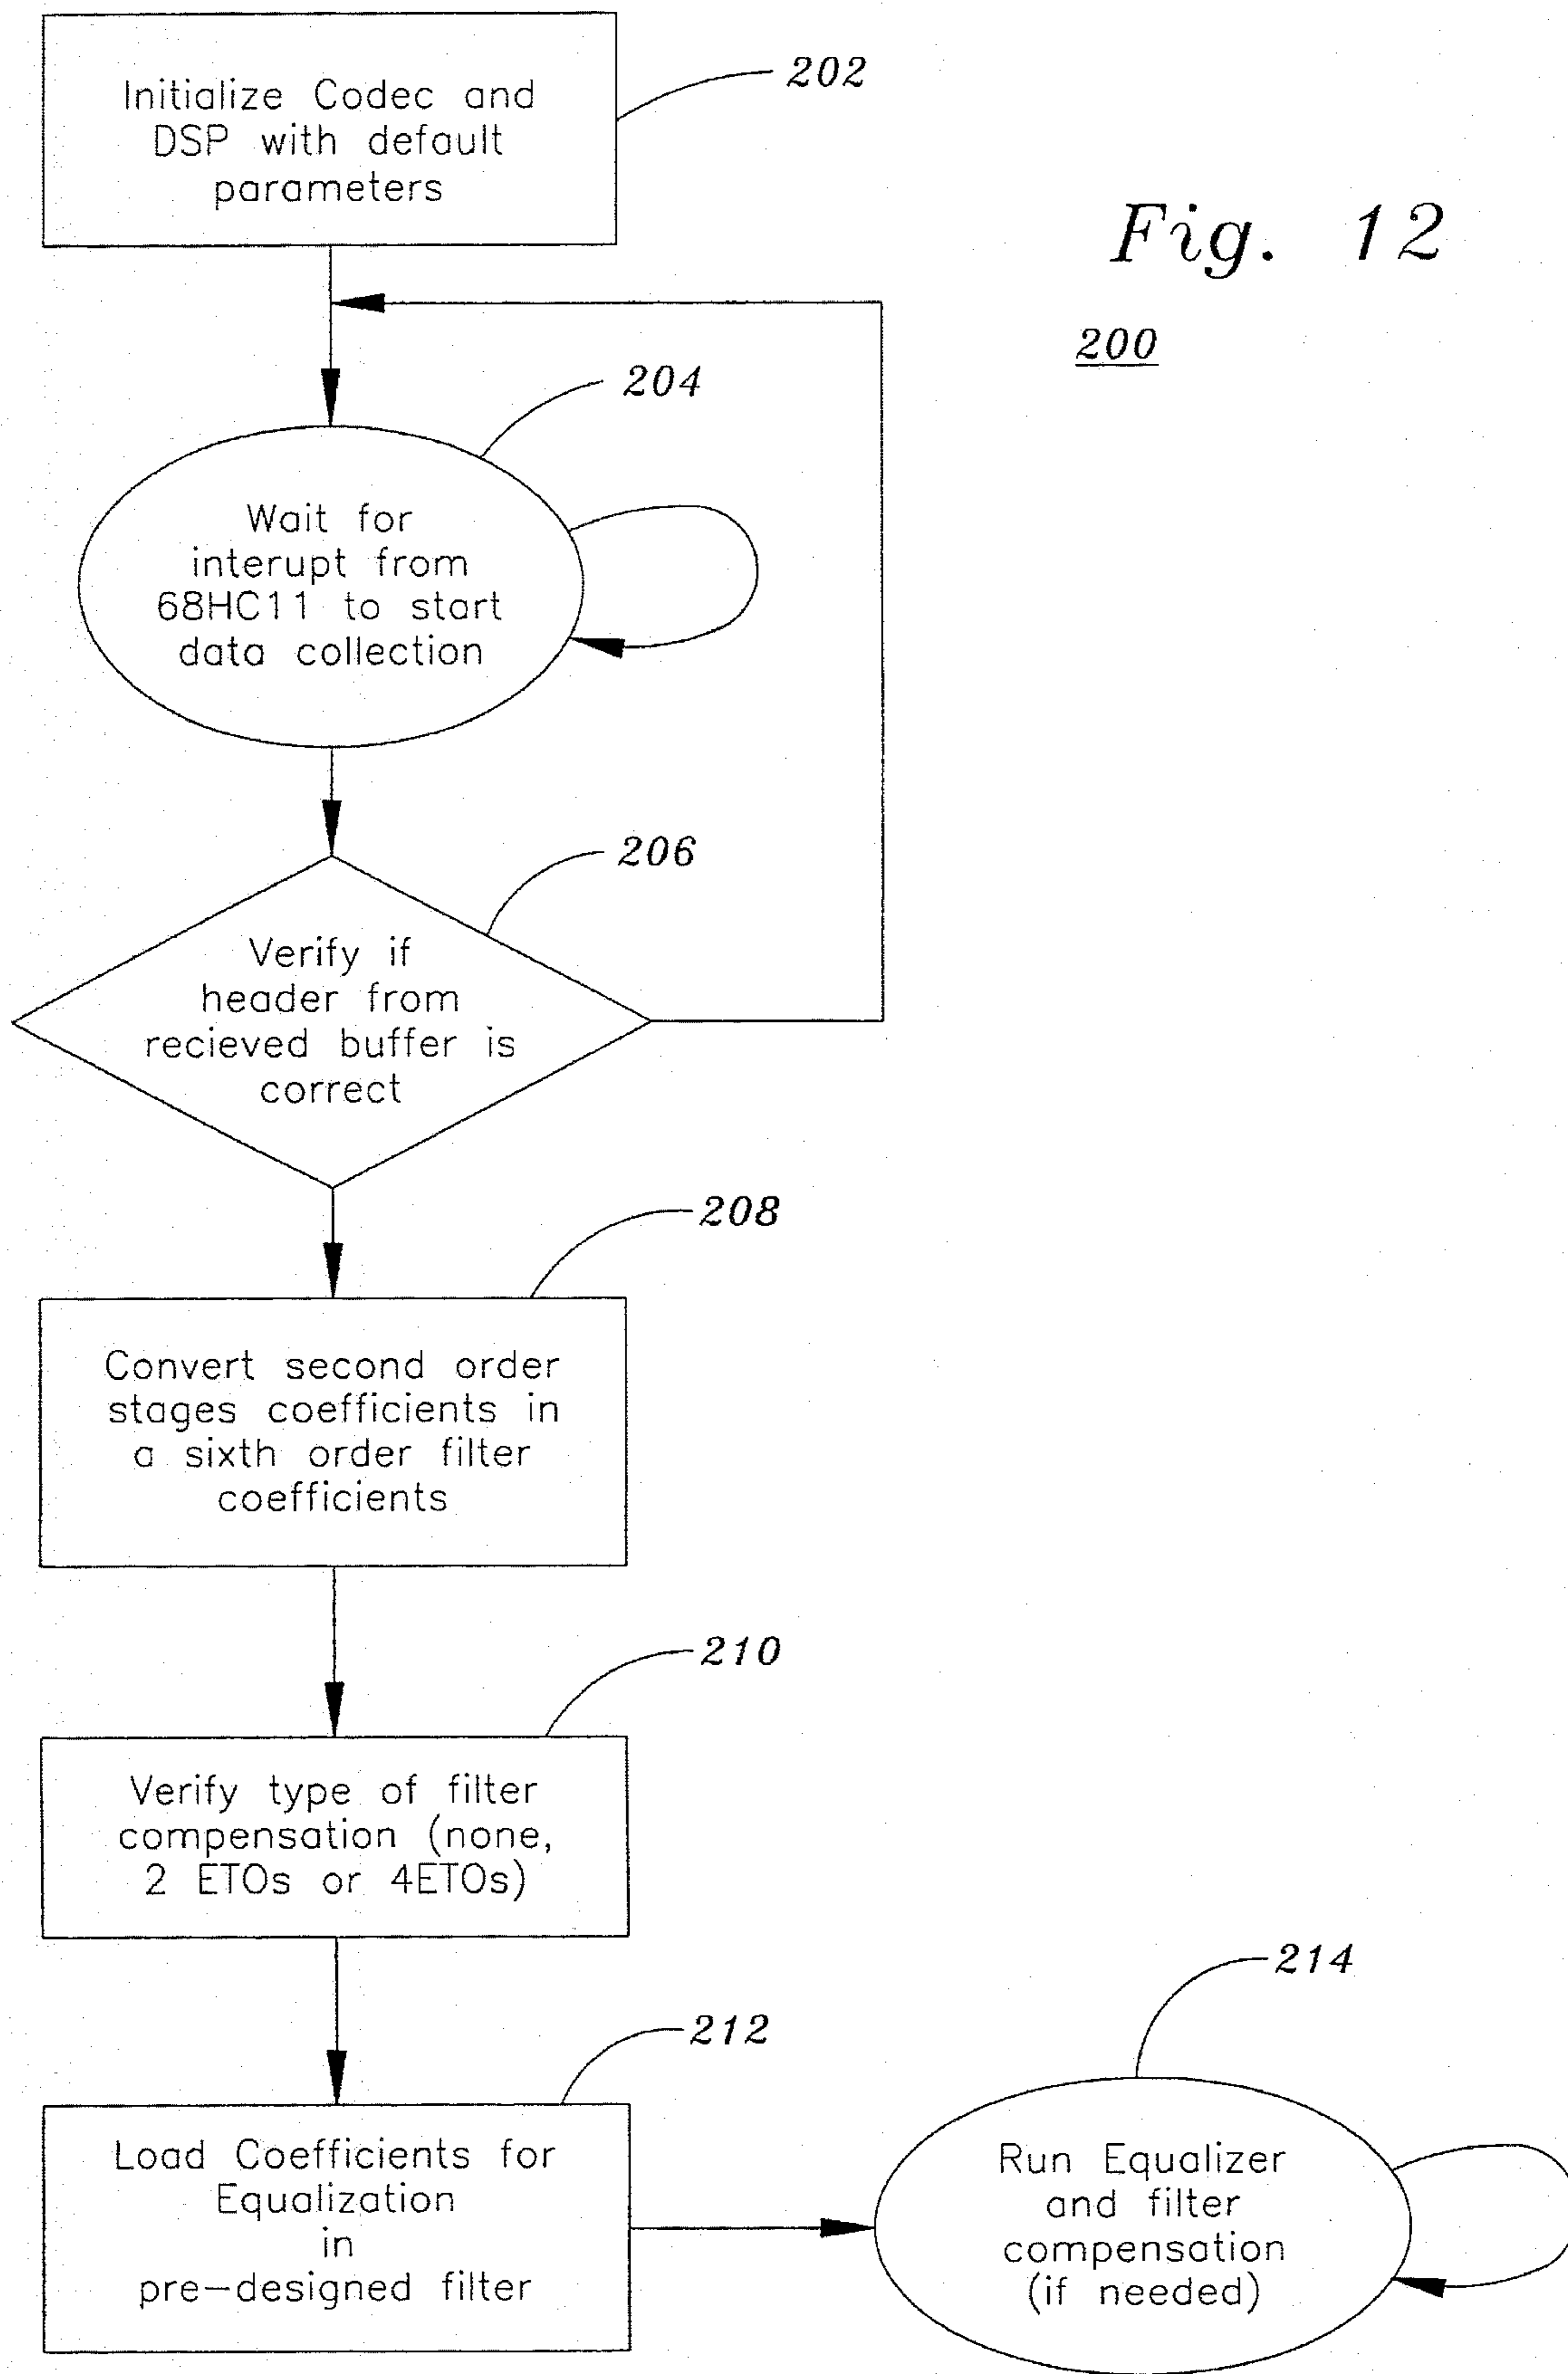 Initialize Codec and
DSP with default
parameters
202
Fig. 12
200
204
Wait for
interupt from
68HC11 to start
data collection
206
Verify if
header from
recieved buffer is
correct
208
Convert second order
stages coefficients in
a sixth order filter
coefficients
210
Verify type of filter
compensation (none,
2 ETOs or 4ETOs)
212
Load Coefficients for
Equalization
in
pre-designed filter
214
Run Equalizer
and filter
compensation
(if needed)